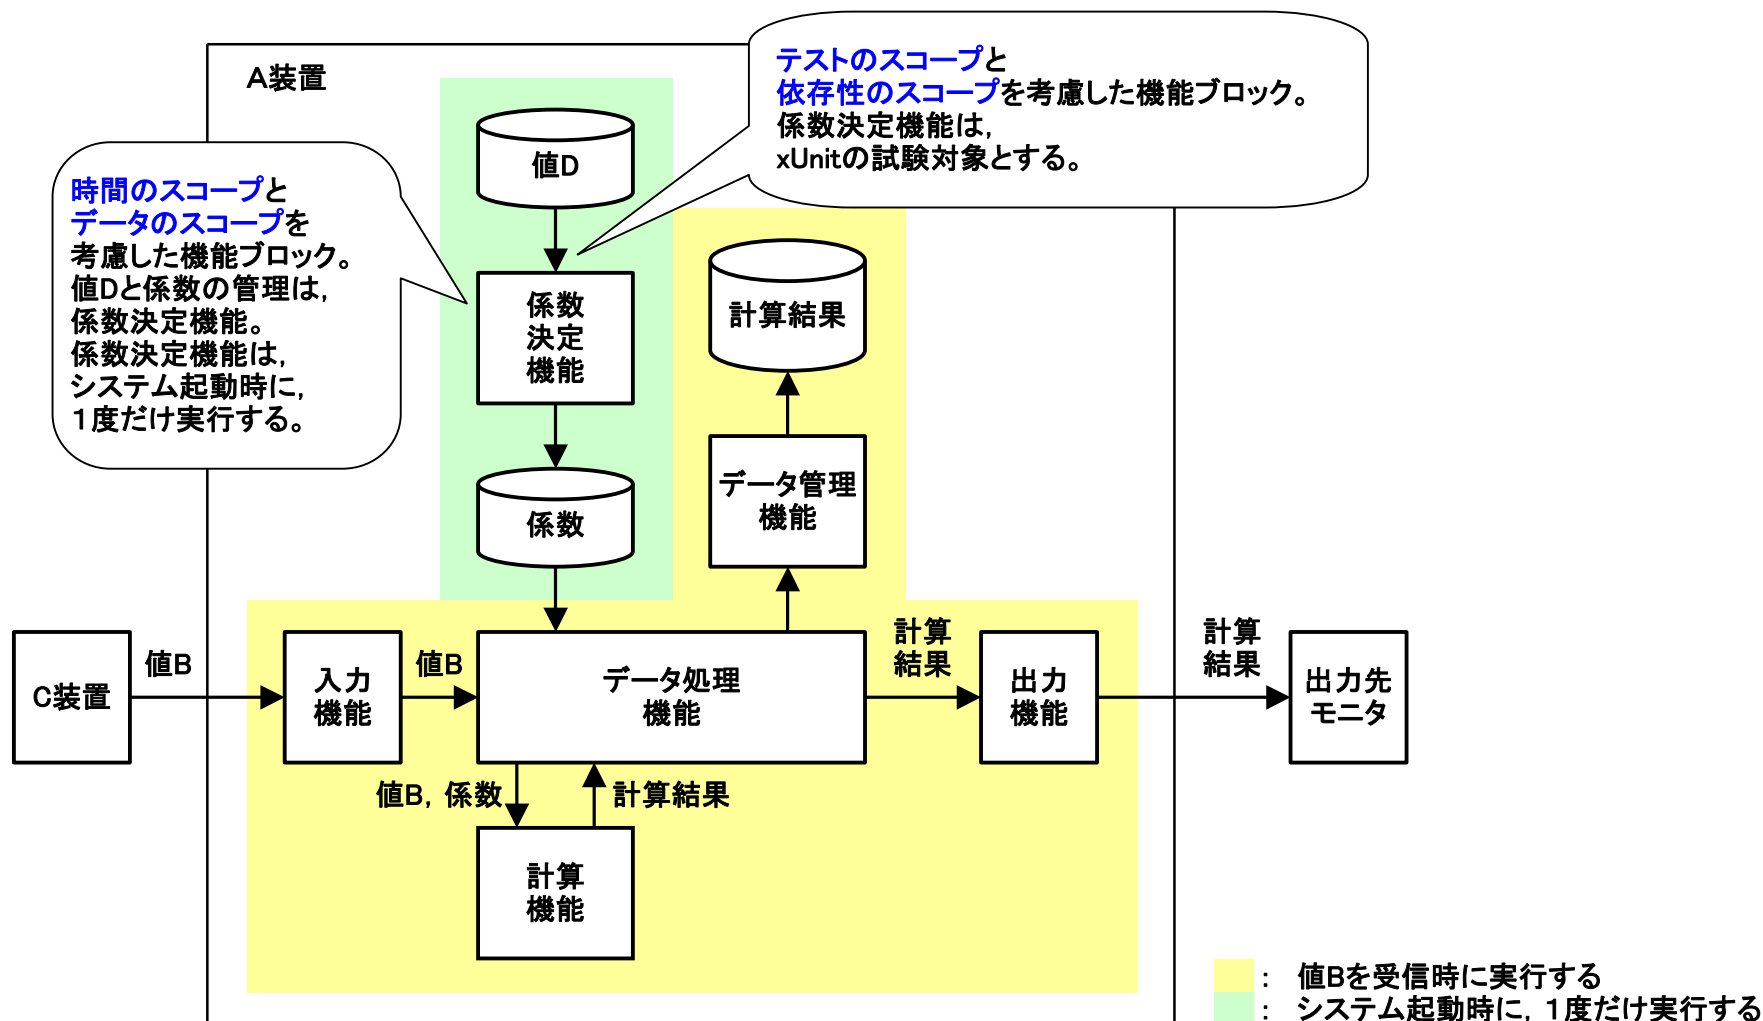 A装置
テストのスコープと
依存性のスコープを考慮した機能ブロック。
係数決定機能は,
xUnitの試験対象とする。
時間のスコープと
データのスコープを
考慮した機能ブロック。
値Dと係数の管理は,
係数決定機能。
係数決定機能は,
システム起動時に,
1度だけ実行する。
値D
係数
決定
機能
計算結果
データ管理
機能
係数
C装置
値B
入力
機能
値B
データ処理
機能
計算
結果
出力
機能
計算
結果
出力先
モニタ
値B, 係数
計算結果
計算
機能
: 値Bを受信時に実行する
: システム起動時に, 1度だけ実行する